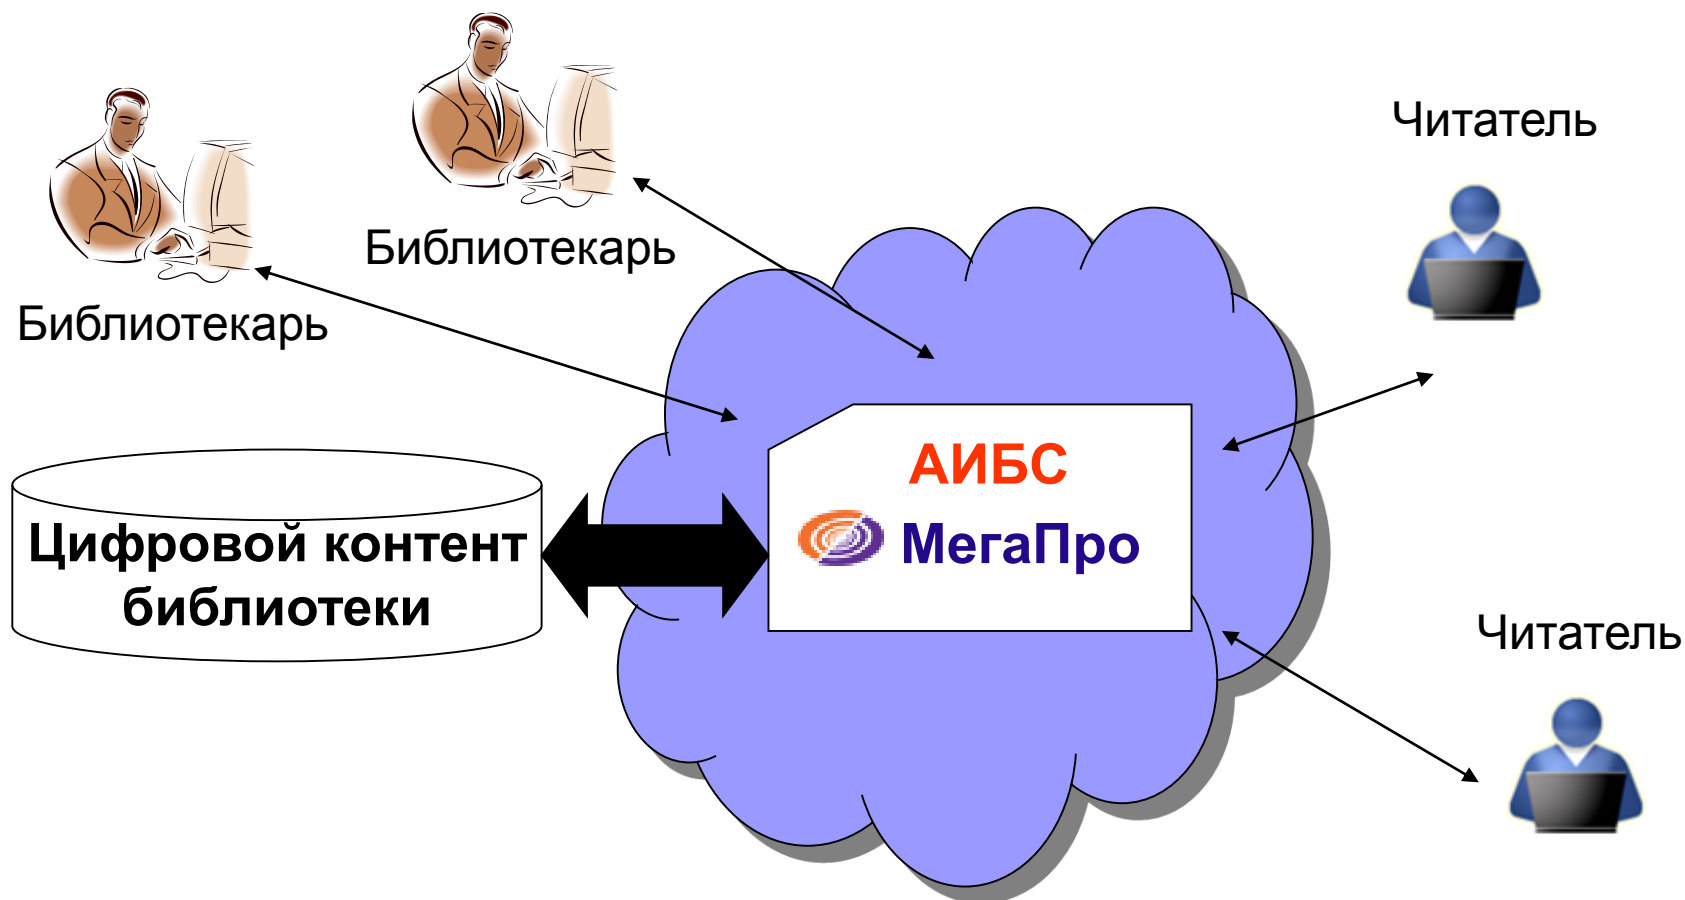 Читатель
Библиотекарь
Библиотекарь
АИБС
МегаПро
Цифровой контент
библиотеки
Читатель